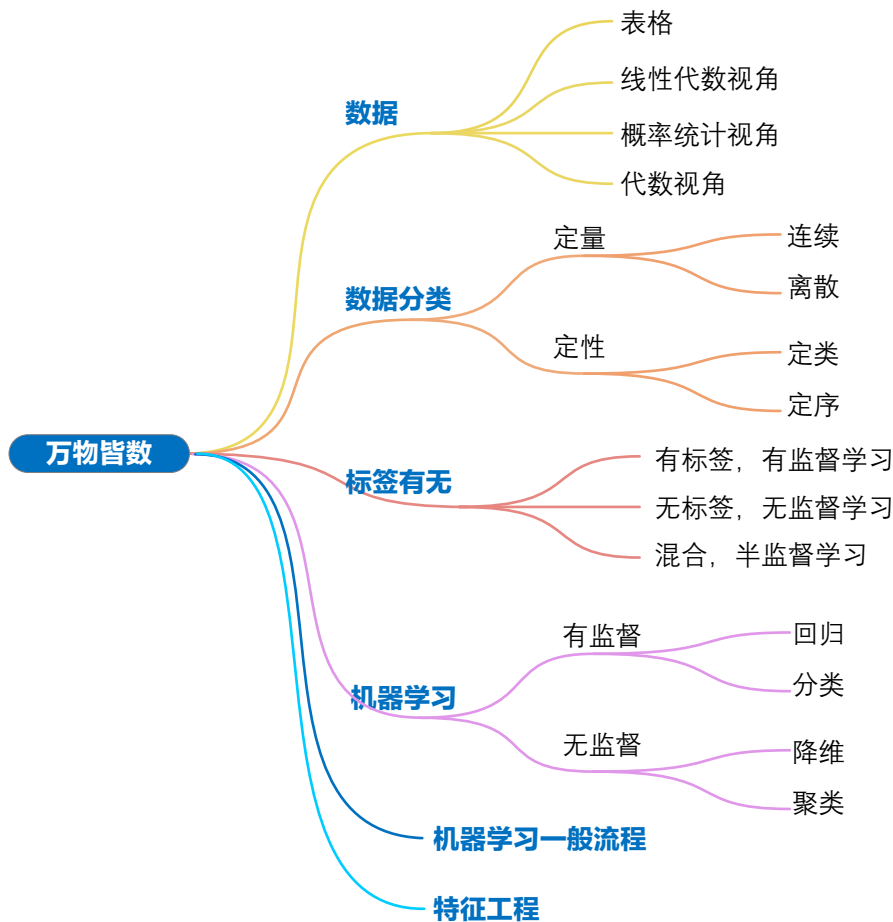 万物皆数
数据
表格
线性代数视角
概率统计视角
代数视角
数据分类
定量
连续
离散
定性
定类
定序
标签有无
有标签，有监督学习
无标签，无监督学习
混合，半监督学习
机器学习
有监督
回归
分类
无监督
降维
聚类
机器学习一般流程
特征工程